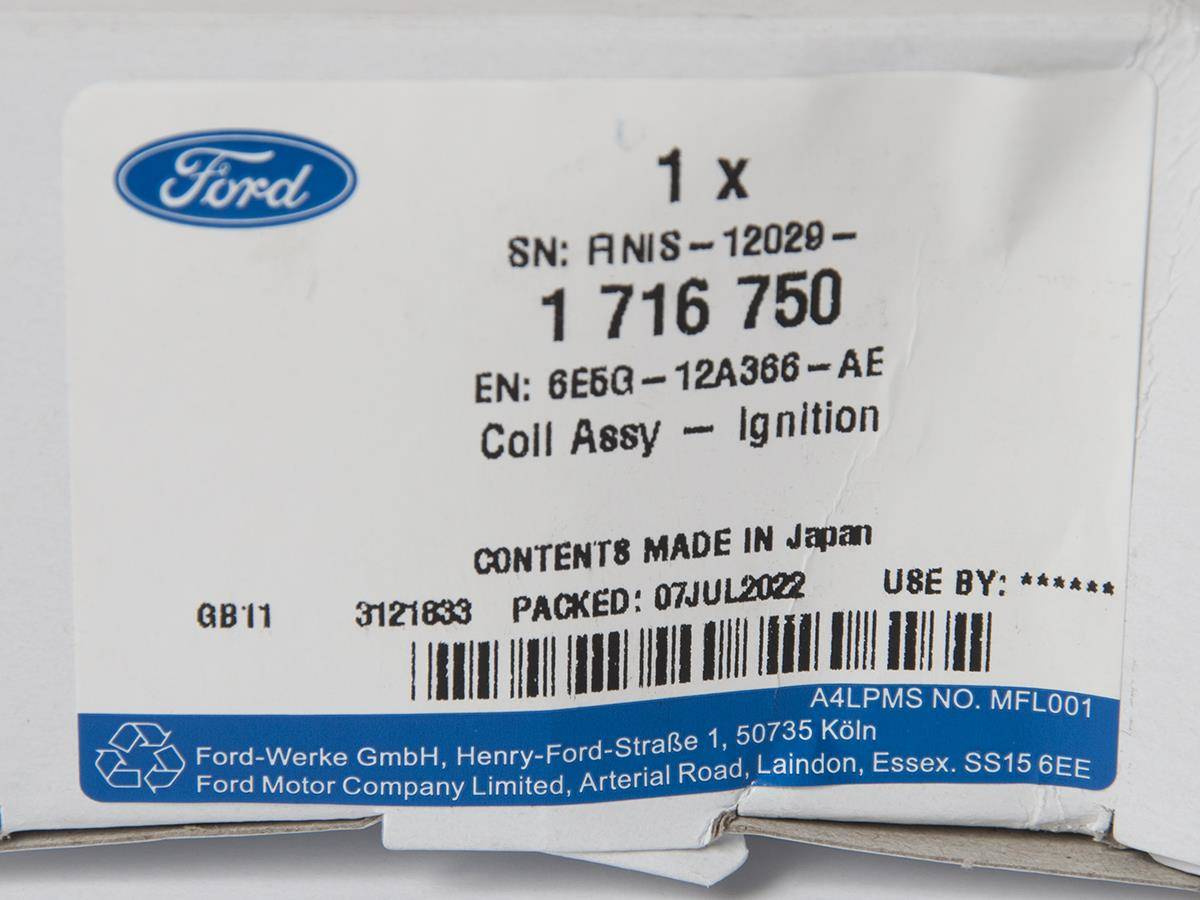 Ford
1 x
SN: FINIS-12029-
1 716 750
EN: 6E5G-12A366-AE
Coil Assy - Ignition
CONTENTS MADE IN Japan
GB11 3121833 PACKED: 07JUL2022 USE BY: ******
A4LPMS NO. MFL001
Ford-Werke GmbH, Henry-Ford-Straße 1, 50735 Köln
Ford Motor Company Limited, Arterial Road, Laindon, Essex. SS15 6EE